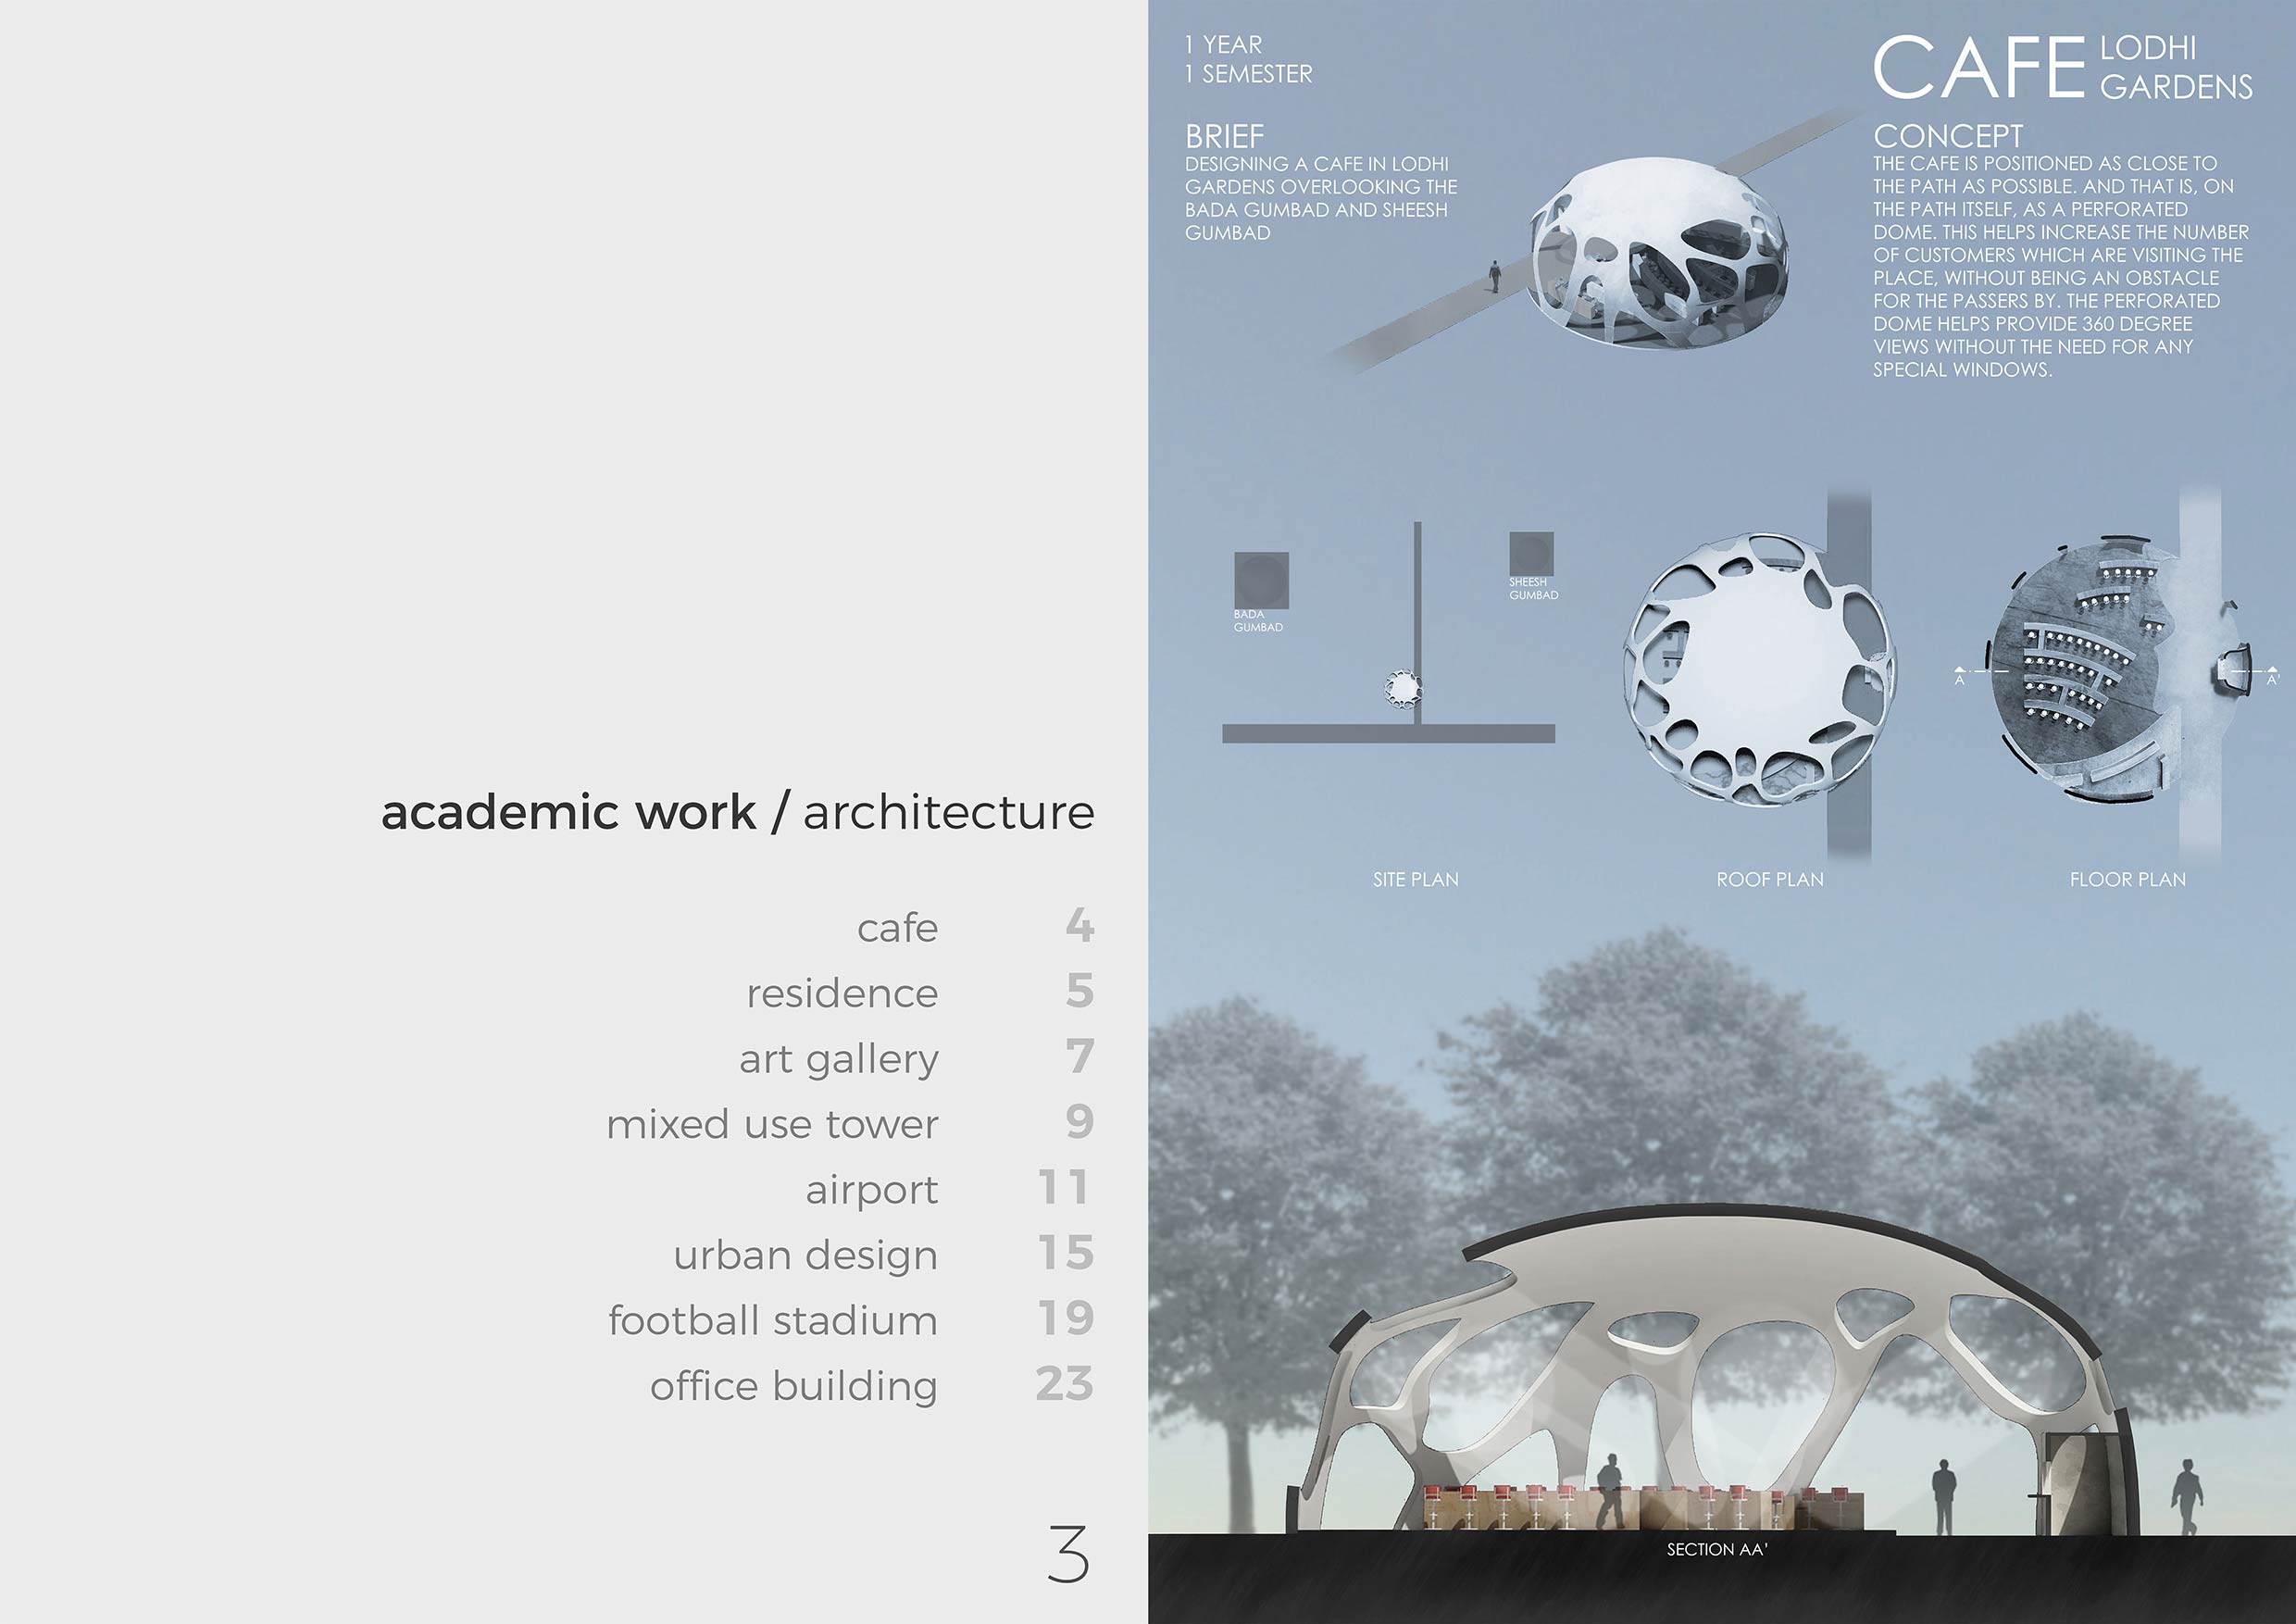 academic work / architecture
cafe 4
residence 5
art gallery 7
mixed use tower 9
airport 11
urban design 15
football stadium 19
office building 23
3
1 YEAR
1 SEMESTER
BRIEF
DESIGNING A CAFE IN LODHI
GARDENS OVERLOOKING THE
BADA GUMBAD AND SHEESH
GUMBAD
CAFE LODHI
GARDENS
CONCEPT
THE CAFE IS POSITIONED AS CLOSE TO
THE PATH AS POSSIBLE. AND THAT IS, ON
THE PATH ITSELF, AS A PERFORATED
DOME. THIS HELPS INCREASE THE NUMBER
OF CUSTOMERS WHICH ARE VISITING THE
PLACE, WITHOUT BEING AN OBSTACLE
FOR THE PASSERS BY. THE PERFORATED
DOME HELPS PROVIDE 360 DEGREE
VIEWS WITHOUT THE NEED FOR ANY
SPECIAL WINDOWS.
BADA
GUMBAD
SHEESH
GUMBAD
A
A'
SITE PLAN
ROOF PLAN
FLOOR PLAN
SECTION AA'